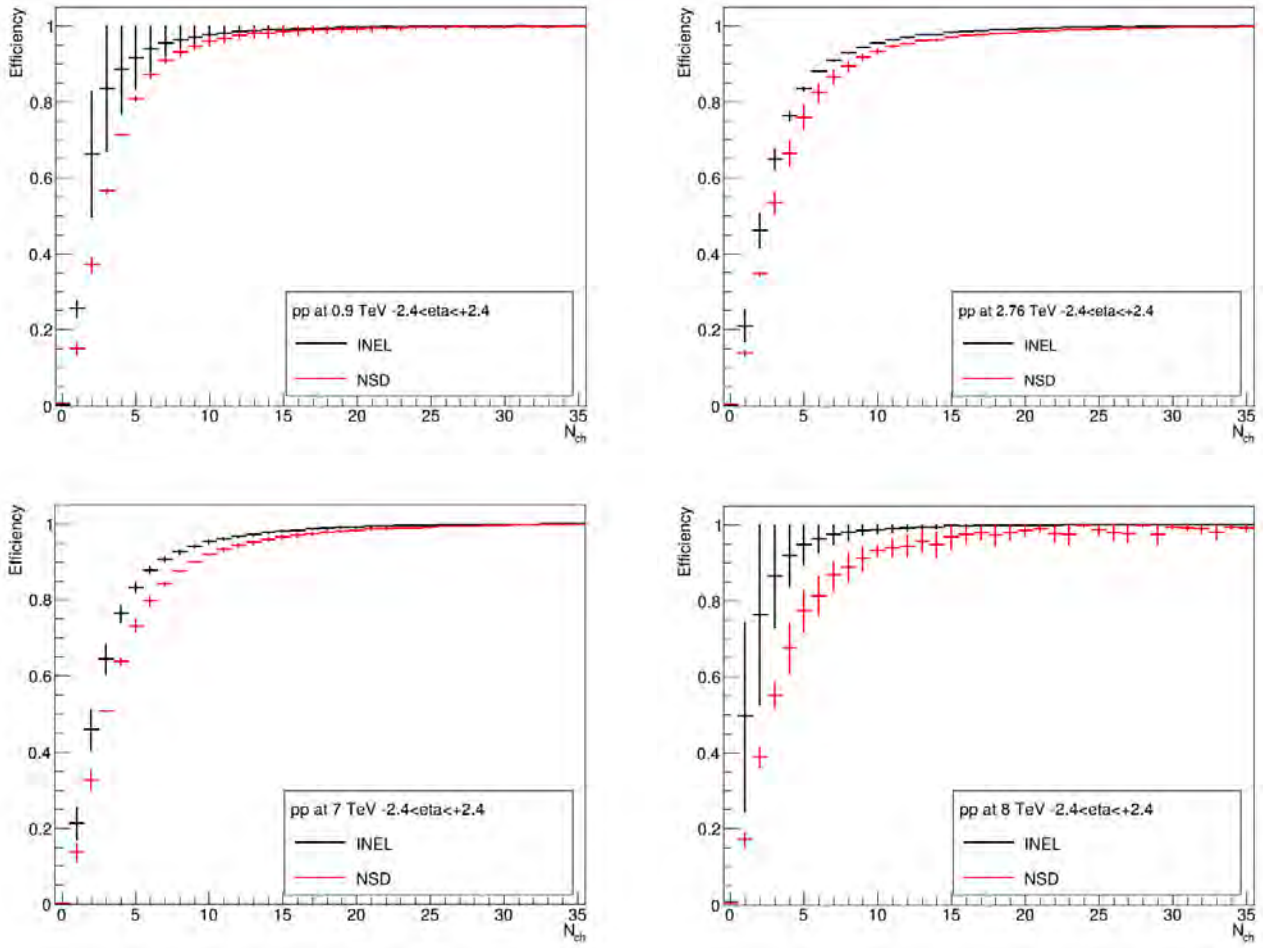 Efficiency
1
0.8
0.6
0.4
0.2
0
0 5 10 15 20 25 30 35
N_ch
pp at 0.9 TeV -2.4<eta<+2.4
INEL
NSD
Efficiency
1
0.8
0.6
0.4
0.2
0
0 5 10 15 20 25 30 35
N_ch
pp at 2.76 TeV -2.4<eta<+2.4
INEL
NSD
Efficiency
1
0.8
0.6
0.4
0.2
0
0 5 10 15 20 25 30 35
N_ch
pp at 7 TeV -2.4<eta<+2.4
INEL
NSD
Efficiency
1
0.8
0.6
0.4
0.2
0
0 5 10 15 20 25 30 35
N_ch
pp at 8 TeV -2.4<eta<+2.4
INEL
NSD